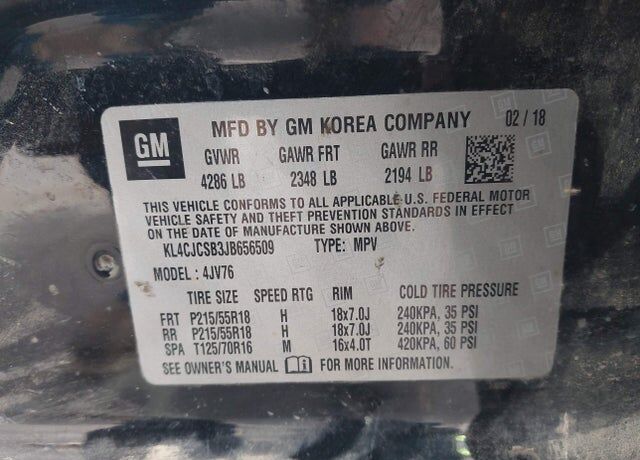 GM MFD BY GM KOREA COMPANY 02 / 18
GVWR GAWR FRT GAWR RR
4286 LB 2348 LB 2194 LB
THIS VEHICLE CONFORMS TO ALL APPLICABLE U.S. FEDERAL MOTOR
VEHICLE SAFETY AND THEFT PREVENTION STANDARDS IN EFFECT
ON THE DATE OF MANUFACTURE SHOWN ABOVE.
KL4CJCSB3JB656509 TYPE: MPV
MODEL: 4JV76
TIRE SIZE SPEED RTG RIM COLD TIRE PRESSURE
FRT P215/55R18 H 18x7.0J 240KPA, 35 PSI
RR P215/55R18 H 18x7.0J 240KPA, 35 PSI
SPA T125/70R16 M 16x4.0T 420KPA, 60 PSI
SEE OWNER'S MANUAL i FOR MORE INFORMATION.